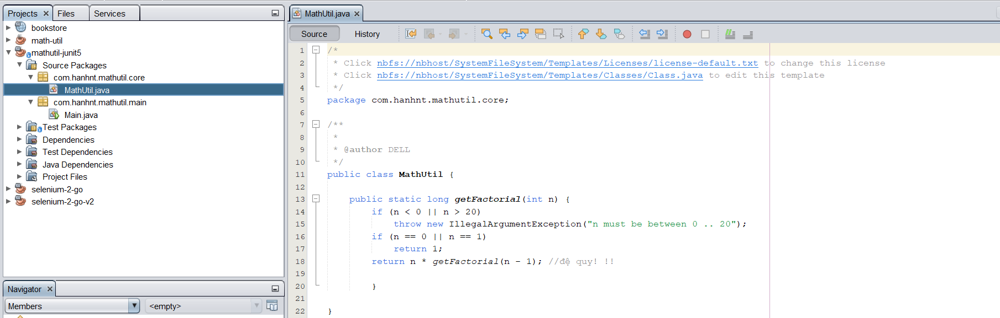 Projects
Files
Services
bookstore
math-util
mathutil-junit5
Source Packages
com.hanhnt.mathutil.core
MathUtil.java
com.hanhnt.mathutil.main
Main.java
Test Packages
Dependencies
Test Dependencies
Java Dependencies
Project Files
selenium-2-go
selenium-2-go-v2
Navigator
Members
<empty>
MathUtil.java
Source History
1 /*
2 * Click nbfs://nbhost/SystemFileSystem/Templates/Licenses/license-default.txt to change this license
3 * Click nbfs://nbhost/SystemFileSystem/Templates/Classes/Class.java to edit this template
4 */
5 package com.hanhnt.mathutil.core;
6
7 /**
8 *
9 * @author DELL
10 */
11 public class MathUtil {
12
13 public static long getFactorial(int n) {
14 if (n < 0 || n > 20)
15 throw new IllegalArgumentException("n must be between 0 .. 20");
16 if (n == 0 || n == 1)
17 return 1;
18 return n * getFactorial(n - 1); //đệ quy! !!
19
20 }
21
22 }